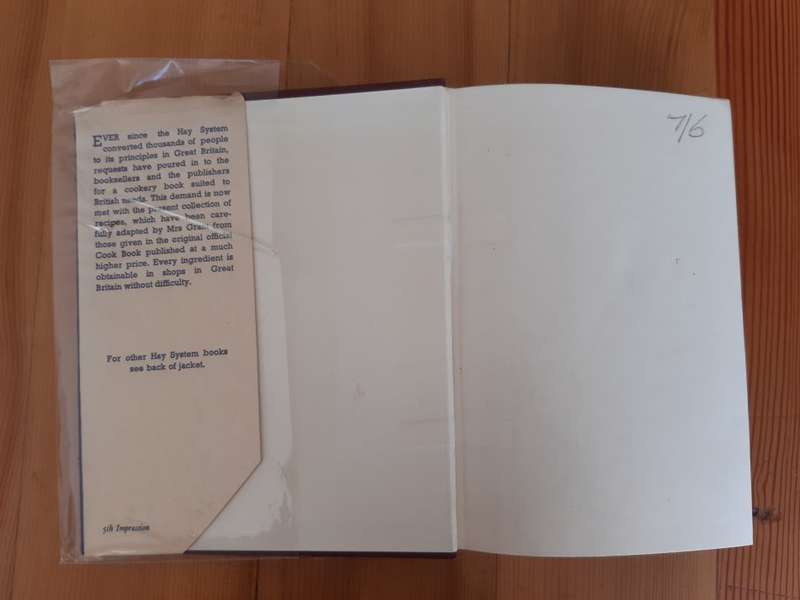 EVER since the Hay System
converted thousands of people
to its principles in Great Britain,
requests have poured in to the
booksellers and the publishers
for a cookery book suited to
British needs. This demand is now
met with the present collection of
recipes, which have been care-
fully adapted by Mrs Grant from
those given in the original official
Cook Book published at a much
higher price. Every ingredient is
obtainable in shops in Great
Britain without difficulty.
For other Hay System books
see back of jacket.
5th Impression
7/6